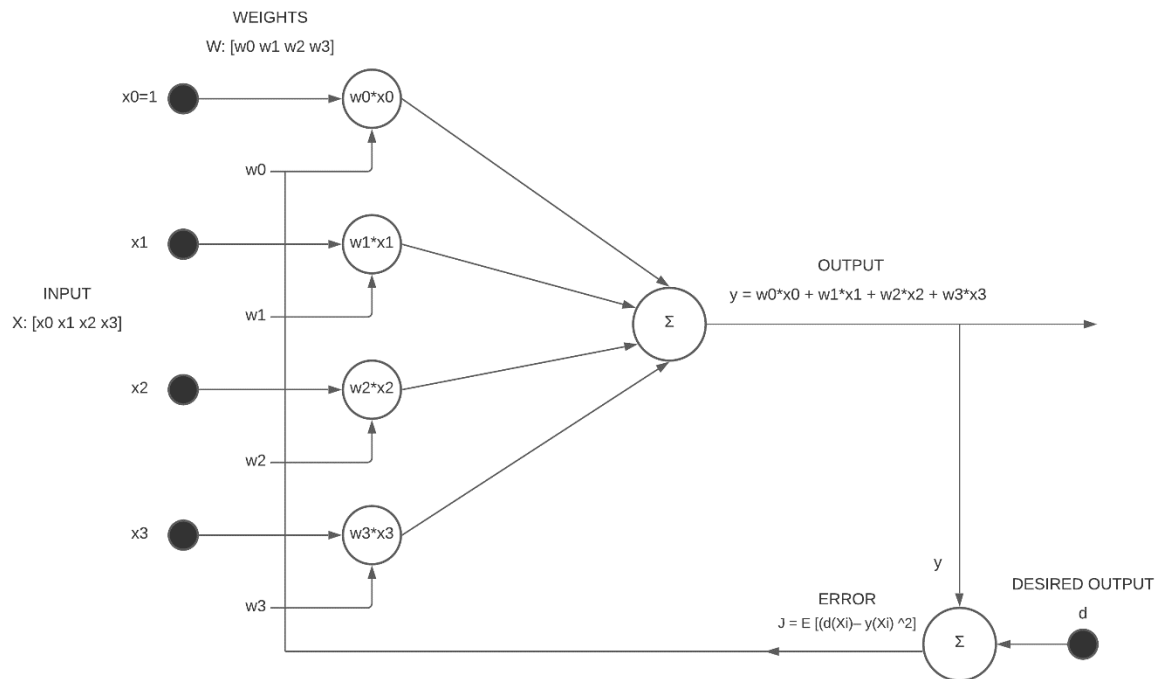 WEIGHTS
W: [w0 w1 w2 w3]
x0=1
w0*x0
w0
x1
w1*x1
w1
INPUT
X: [x0 x1 x2 x3]
x2
w2*x2
w2
x3
w3*x3
w3
Σ
OUTPUT
y = w0*x0 + w1*x1 + w2*x2 + w3*x3
y
DESIRED OUTPUT
d
ERROR
J = E [(d(Xi)– y(Xi) ^2]
Σ